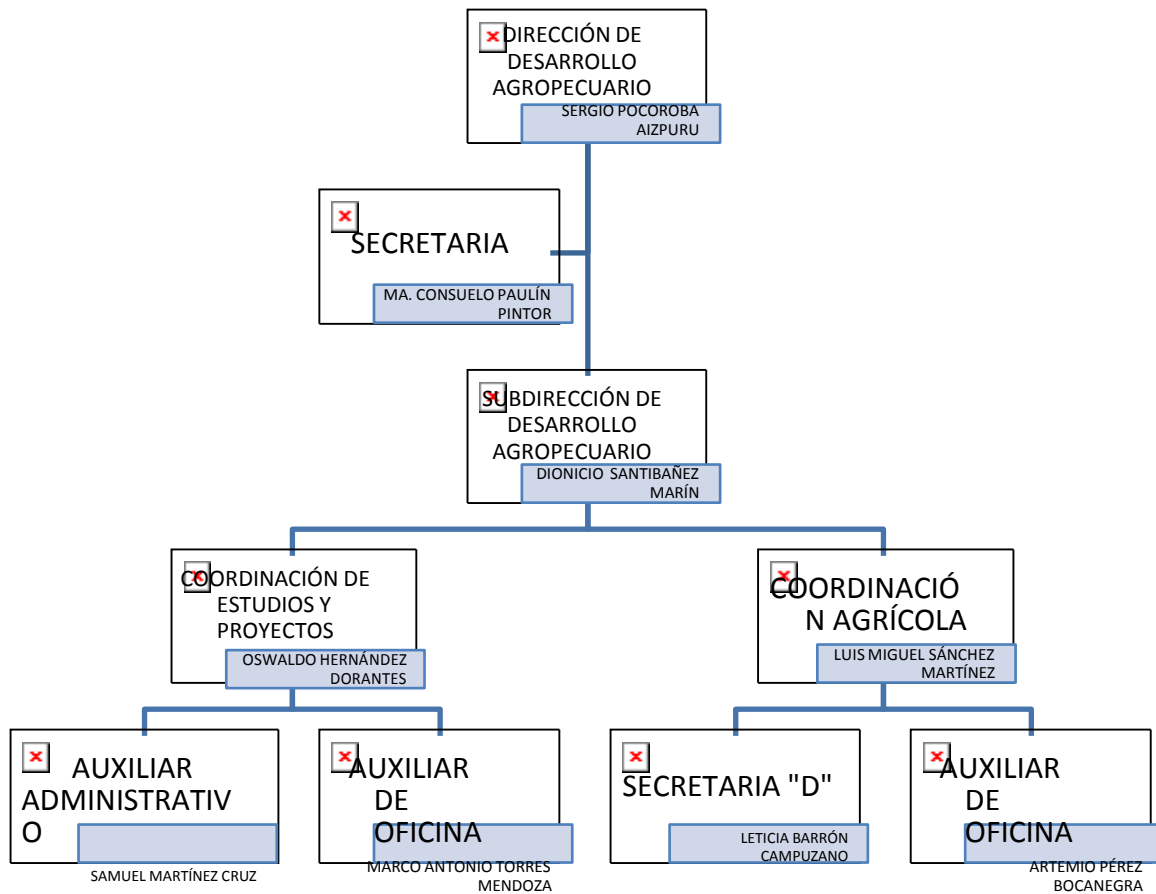 DIRECCIÓN DE
DESARROLLO
AGROPECUARIO
SERGIO POCOROBA
AIZPURU
SECRETARIA
MA. CONSUELO PAULÍN
PINTOR
SUBDIRECCIÓN DE
DESARROLLO
AGROPECUARIO
DIONICIO SANTIBAÑEZ
MARÍN
COORDINACIÓN DE
ESTUDIOS Y
PROYECTOS
OSWALDO HERNÁNDEZ
DORANTES
COORDINACIÓ
N AGRÍCOLA
LUIS MIGUEL SÁNCHEZ
MARTÍNEZ
AUXILIAR
ADMINISTRATIV
O
SAMUEL MARTÍNEZ CRUZ
AUXILIAR
DE
OFICINA
MARCO ANTONIO TORRES
MENDOZA
SECRETARIA "D"
LETICIA BARRÓN
CAMPUZANO
AUXILIAR
DE
OFICINA
ARTEMIO PÉREZ
BOCANEGRA